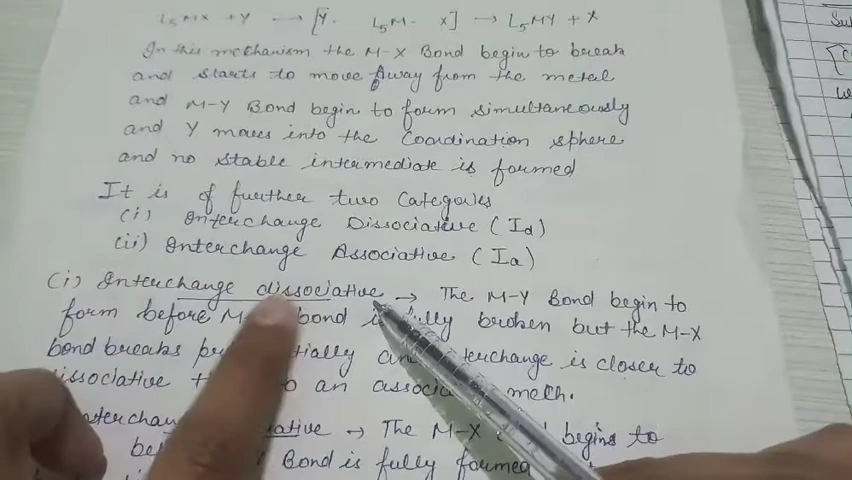 L5MX + Y → [Y- L5M- X] → L5MY + X
In this mechanism the M-X Bond begin to break
and starts to move away from the metal
and M-Y Bond begin to form simultaneously
and Y moves into the Coordination sphere
and no stable intermediate is formed
It is of further two Categories
(i) Interchange Dissociative (Id)
(ii) Interchange Associative (Ia)
(i) Interchange dissociative → The M-Y Bond begin to
form before bond fully broken but the M-X
bond breaks interchange is closer to
dissociative to an mech.
→ The M-X begins to
Bond is fully formed